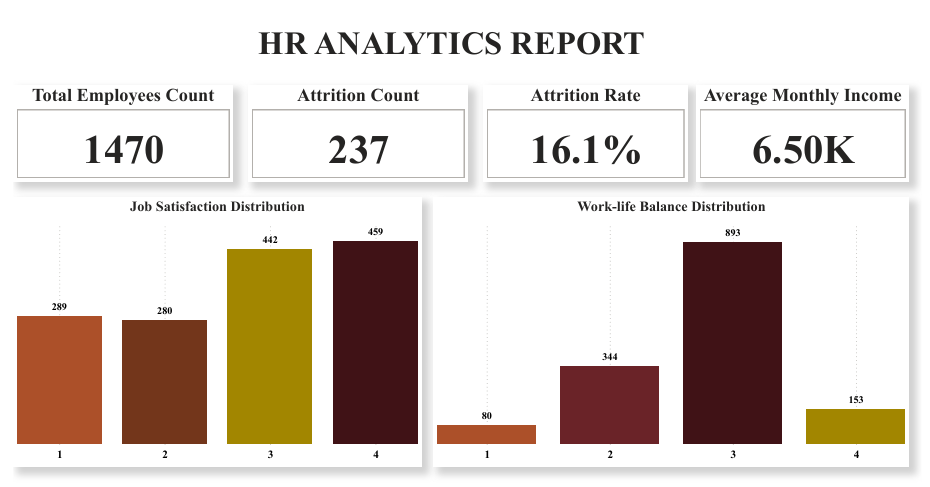 HR ANALYTICS REPORT
Total Employees Count
1470
Attrition Count
237
Attrition Rate
16.1%
Average Monthly Income
6.50K
Job Satisfaction Distribution
289
280
442
459
1
2
3
4
Work-life Balance Distribution
80
344
893
153
1
2
3
4